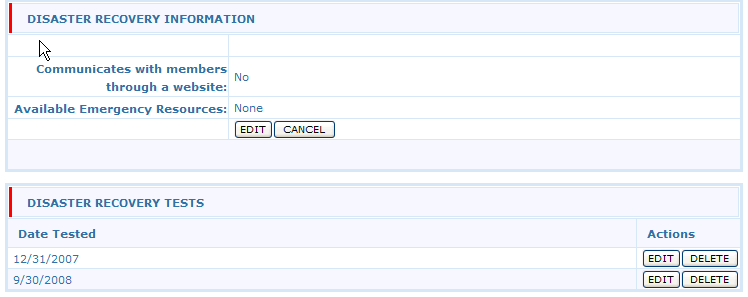 DISASTER RECOVERY INFORMATION
Communicates with members
through a website: No
Available Emergency Resources: None
EDIT CANCEL
DISASTER RECOVERY TESTS
Date Tested Actions
12/31/2007 EDIT DELETE
9/30/2008 EDIT DELETE